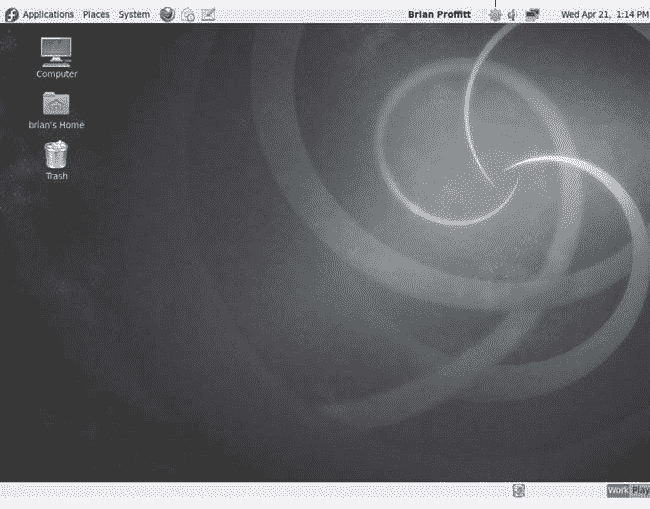 Applications Places System Brian Proffitt Wed Apr 21, 1:14 PM
Computer
brian's Home
Trash
Work Play